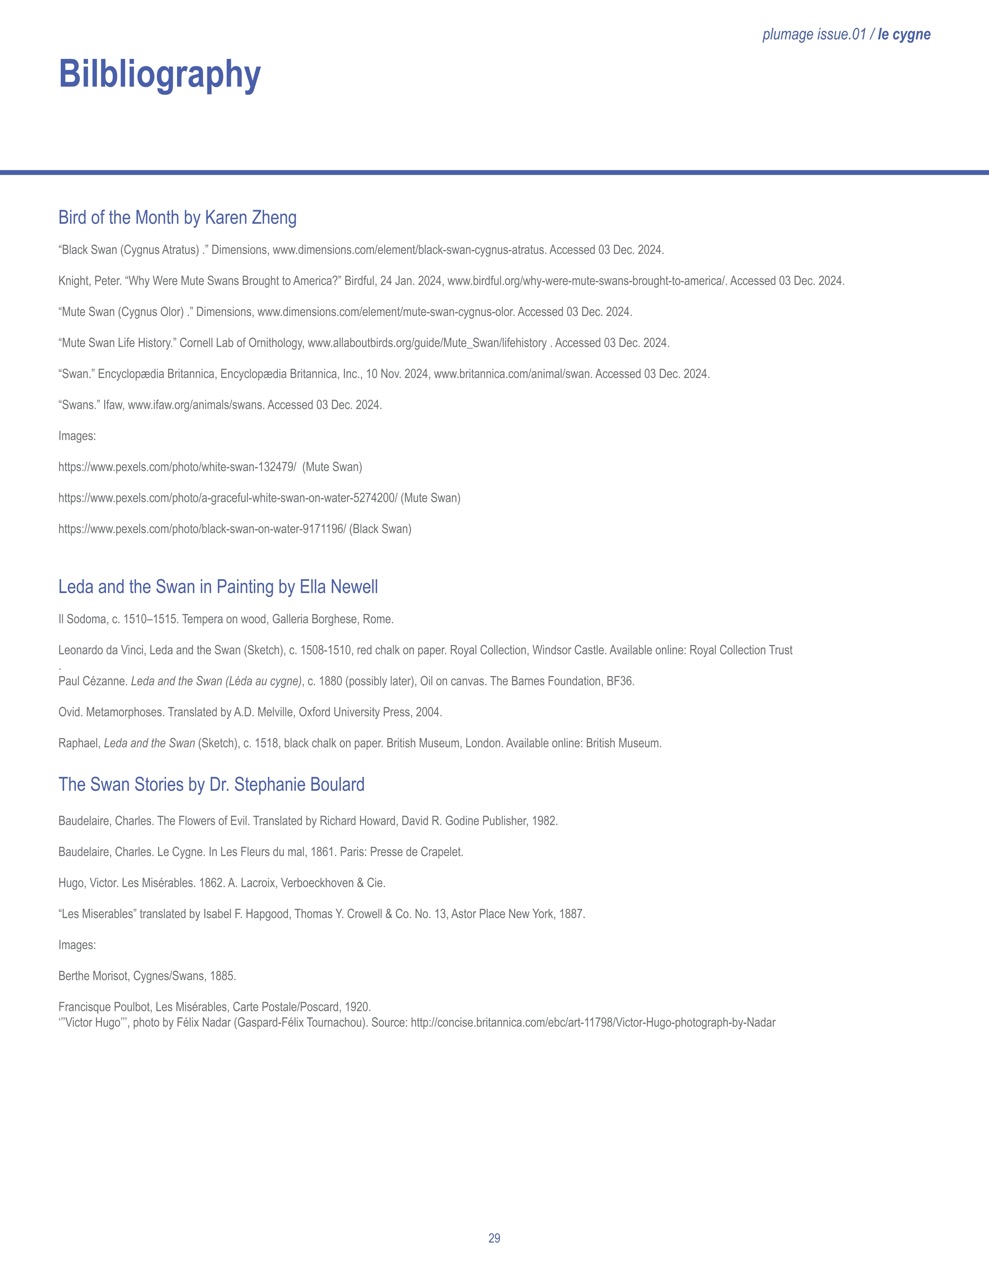 plumage issue.01 / le cygne
Bilbliography
Bird of the Month by Karen Zheng
“Black Swan (Cygnus Atratus) .” Dimensions, www.dimensions.com/element/black-swan-cygnus-atratus. Accessed 03 Dec. 2024.
Knight, Peter. “Why Were Mute Swans Brought to America?” Birdful, 24 Jan. 2024, www.birdful.org/why-were-mute-swans-brought-to-america/. Accessed 03 Dec. 2024.
“Mute Swan (Cygnus Olor) .” Dimensions, www.dimensions.com/element/mute-swan-cygnus-olor. Accessed 03 Dec. 2024.
“Mute Swan Life History.” Cornell Lab of Ornithology, www.allaboutbirds.org/guide/Mute_Swan/lifehistory . Accessed 03 Dec. 2024.
“Swan.” Encyclopædia Britannica, Encyclopædia Britannica, Inc., 10 Nov. 2024, www.britannica.com/animal/swan. Accessed 03 Dec. 2024.
“Swans.” Ifaw, www.ifaw.org/animals/swans. Accessed 03 Dec. 2024.
Images:
https://www.pexels.com/photo/white-swan-132479/  (Mute Swan)
https://www.pexels.com/photo/a-graceful-white-swan-on-water-5274200/ (Mute Swan)
https://www.pexels.com/photo/black-swan-on-water-9171196/ (Black Swan)
Leda and the Swan in Painting by Ella Newell
Il Sodoma, c. 1510–1515. Tempera on wood, Galleria Borghese, Rome.
Leonardo da Vinci, Leda and the Swan (Sketch), c. 1508-1510, red chalk on paper. Royal Collection, Windsor Castle. Available online: Royal Collection Trust
.
Paul Cézanne. Leda and the Swan (Léda au cygne), c. 1880 (possibly later), Oil on canvas. The Barnes Foundation, BF36.
Ovid. Metamorphoses. Translated by A.D. Melville, Oxford University Press, 2004.
Raphael, Leda and the Swan (Sketch), c. 1518, black chalk on paper. British Museum, London. Available online: British Museum.
The Swan Stories by Dr. Stephanie Boulard
Baudelaire, Charles. The Flowers of Evil. Translated by Richard Howard, David R. Godine Publisher, 1982.
Baudelaire, Charles. Le Cygne. In Les Fleurs du mal, 1861. Paris: Presse de Crapelet.
Hugo, Victor. Les Misérables. 1862. A. Lacroix, Verboeckhoven & Cie.
“Les Miserables” translated by Isabel F. Hapgood, Thomas Y. Crowell & Co. No. 13, Astor Place New York, 1887.
Images:
Berthe Morisot, Cygnes/Swans, 1885.
Francisque Poulbot, Les Misérables, Carte Postale/Poscard, 1920.
‘”Victor Hugo”’, photo by Félix Nadar (Gaspard-Félix Tournachou). Source: http://concise.britannica.com/ebc/art-11798/Victor-Hugo-photograph-by-Nadar
29